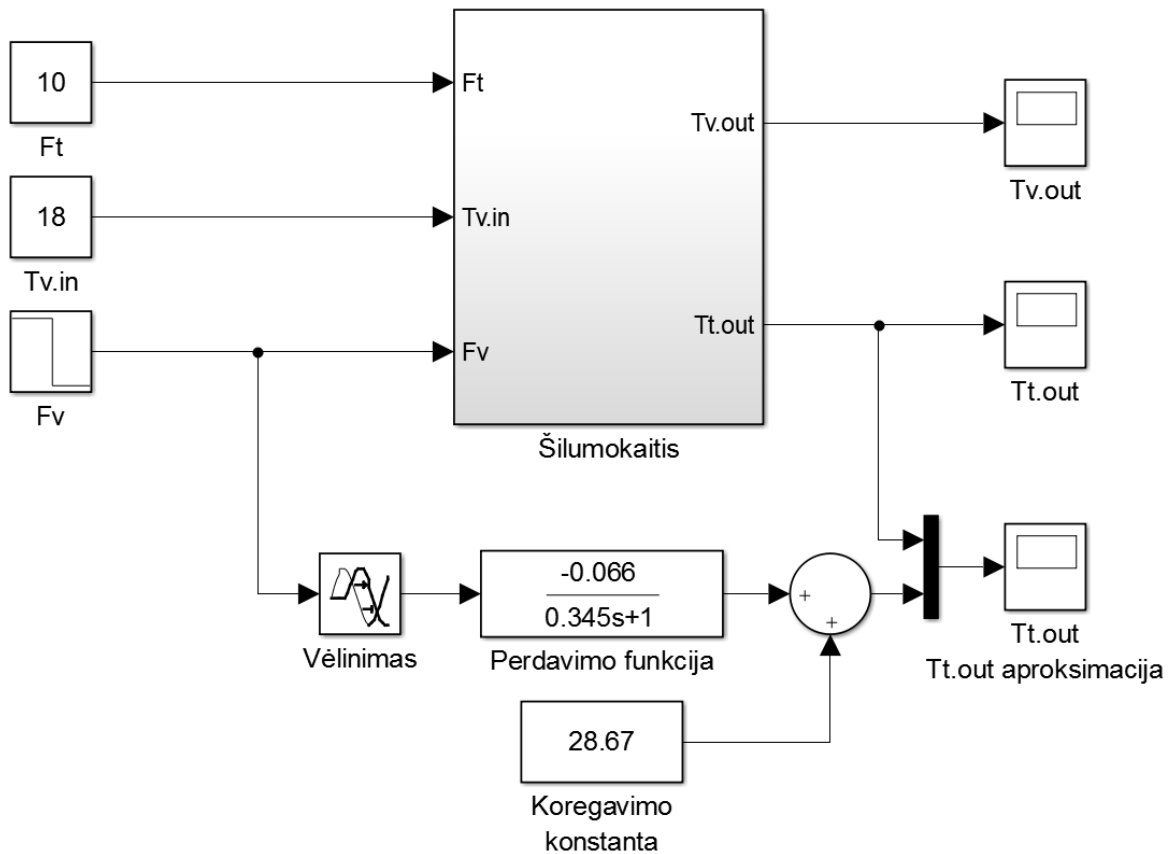 10
Ft
Ft
Tv.out
Tv.out
18
Tv.in
Tv.in
Tt.out
Tt.out
Fv
Fv
Šilumokaitis
-0.066
0.345s+1
+
+
Vėlinimas
Perdavimo funkcija
Tt.out
Tt.out aproksimacija
28.67
Koregavimo
konstanta